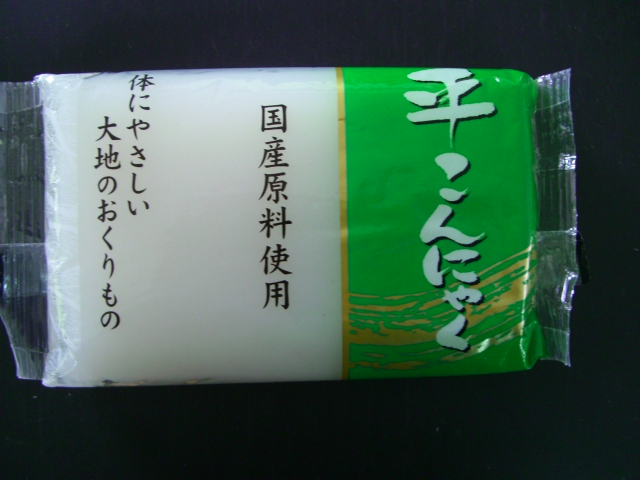 平こんにゃく
国産原料使用
体にやさしい
大地のおくりもの